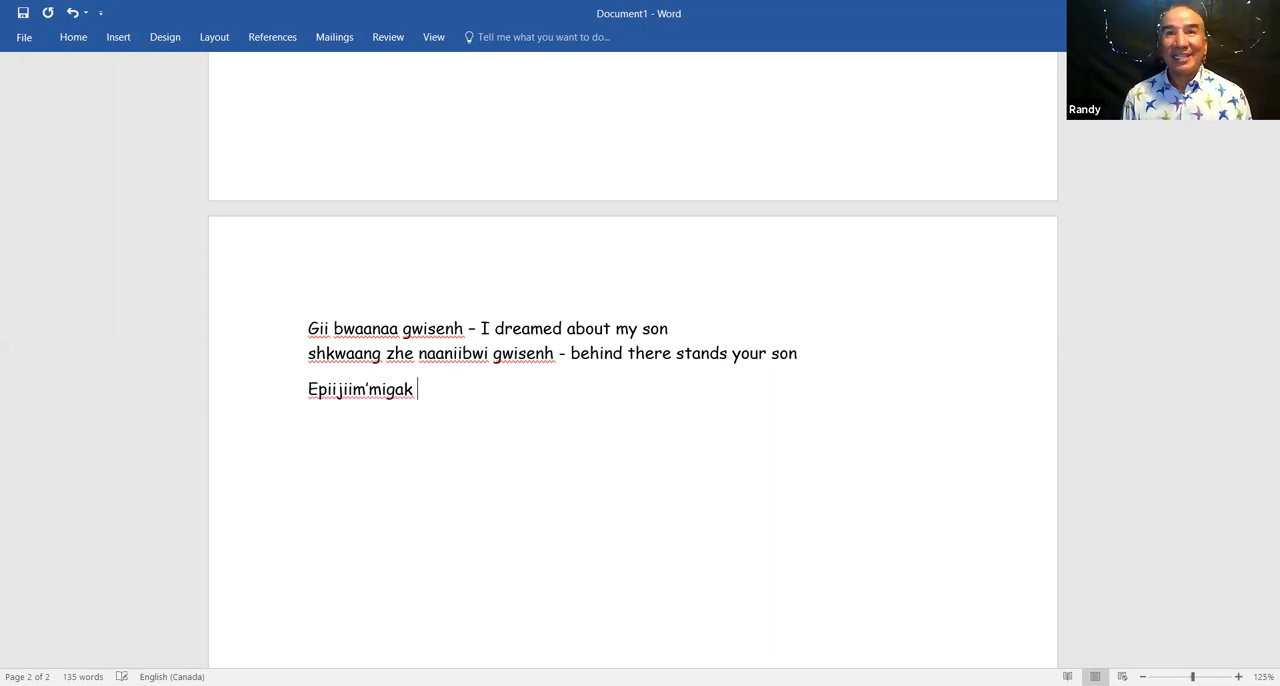 Document1 - Word
File Home Insert Design Layout References Mailings Review View Tell me what you want to do...
Randy
Gii bwaanaa gwisenh – I dreamed about my son
shkwaang zhe naaniibwi gwisenh - behind there stands your son
Epiijiim’migak
Page 2 of 2 135 words English (Canada) 125%